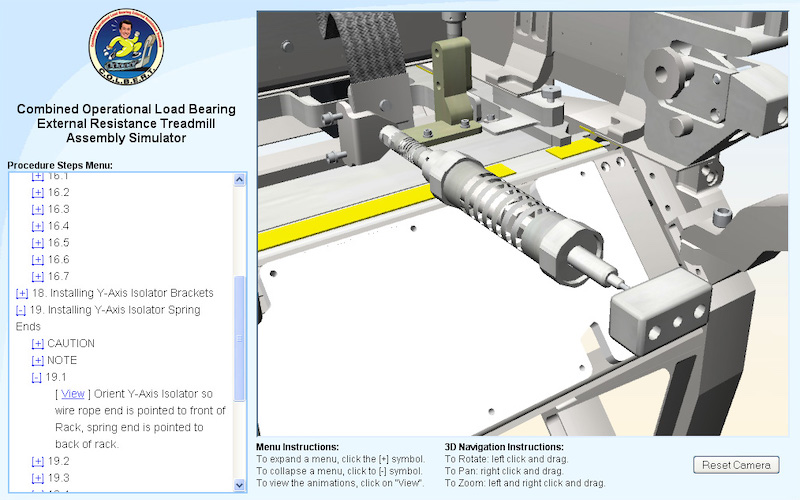 C.O.L.B.E.R.T.
Combined Operational Load Bearing
External Resistance Treadmill
Assembly Simulator
Procedure Steps Menu:
[+] 16.1
[+] 16.2
[+] 16.3
[+] 16.4
[+] 16.5
[+] 16.6
[+] 16.7
[+] 18. Installing Y-Axis Isolator Brackets
[-] 19. Installing Y-Axis Isolator Spring
Ends
[+] CAUTION
[+] NOTE
[-] 19.1
[ View ] Orient Y-Axis Isolator so
wire rope end is pointed to front of
Rack, spring end is pointed to
back of rack.
[+] 19.2
[+] 19.3
Menu Instructions:
To expand a menu, click the [+] symbol.
To collapse a menu, click to [-] symbol.
To view the animations, click on "View".
3D Navigation Instructions:
To Rotate: left click and drag.
To Pan: right click and drag.
To Zoom: left and right click and drag.
Reset Camera